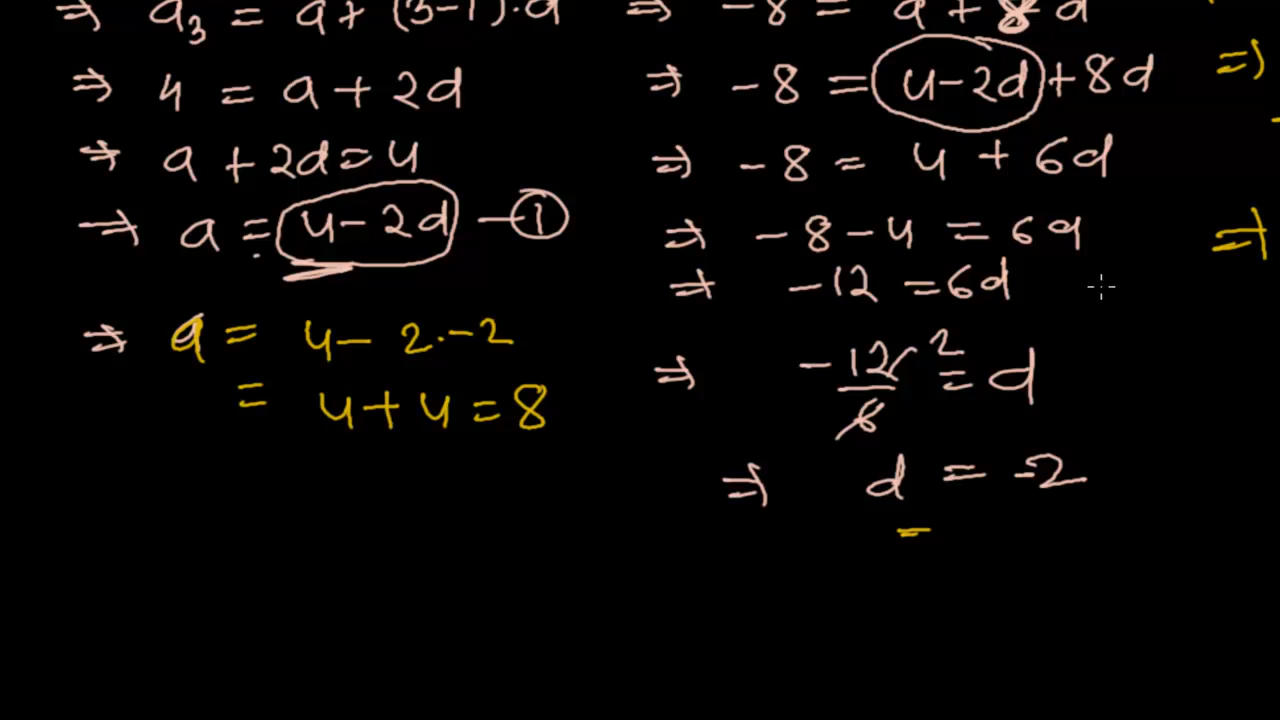 ⇒ a₃ = a + (3-1)·d
⇒ 4 = a + 2d
⇒ a + 2d = 4
⇒ a = 4 - 2d —①
⇒ a = 4 - 2·-2
= 4 + 4 = 8
⇒ -8 = a + 8d
⇒ -8 = 4-2d + 8d
⇒ -8 = 4 + 6d
⇒ -8 - 4 = 6d
⇒ -12 = 6d
⇒ -12/6 2 = d
⇒ d = -2
=
⇒
⇒